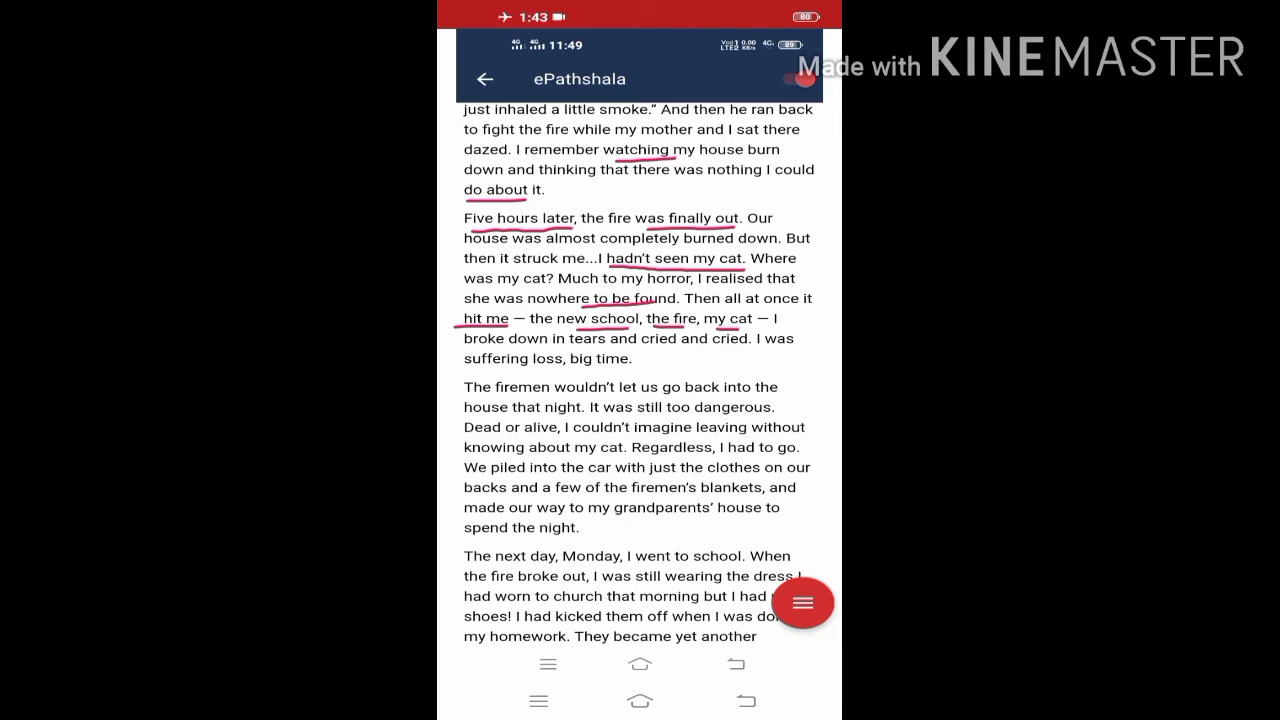 1:43
80
Made with KINEMASTER
4G 4G 11:49
Vo) 1 0.00
LTE2 KB/s
4G
89
ePathshala
just inhaled a little smoke.” And then he ran back
to fight the fire while my mother and I sat there
dazed. I remember watching my house burn
down and thinking that there was nothing I could
do about it.
Five hours later, the fire was finally out. Our
house was almost completely burned down. But
then it struck me...I hadn’t seen my cat. Where
was my cat? Much to my horror, I realised that
she was nowhere to be found. Then all at once it
hit me — the new school, the fire, my cat — I
broke down in tears and cried and cried. I was
suffering loss, big time.
The firemen wouldn’t let us go back into the
house that night. It was still too dangerous.
Dead or alive, I couldn’t imagine leaving without
knowing about my cat. Regardless, I had to go.
We piled into the car with just the clothes on our
backs and a few of the firemen’s blankets, and
made our way to my grandparents’ house to
spend the night.
The next day, Monday, I went to school. When
the fire broke out, I was still wearing the dress I
had worn to church that morning but I had
shoes! I had kicked them off when I was
my homework. They became yet another